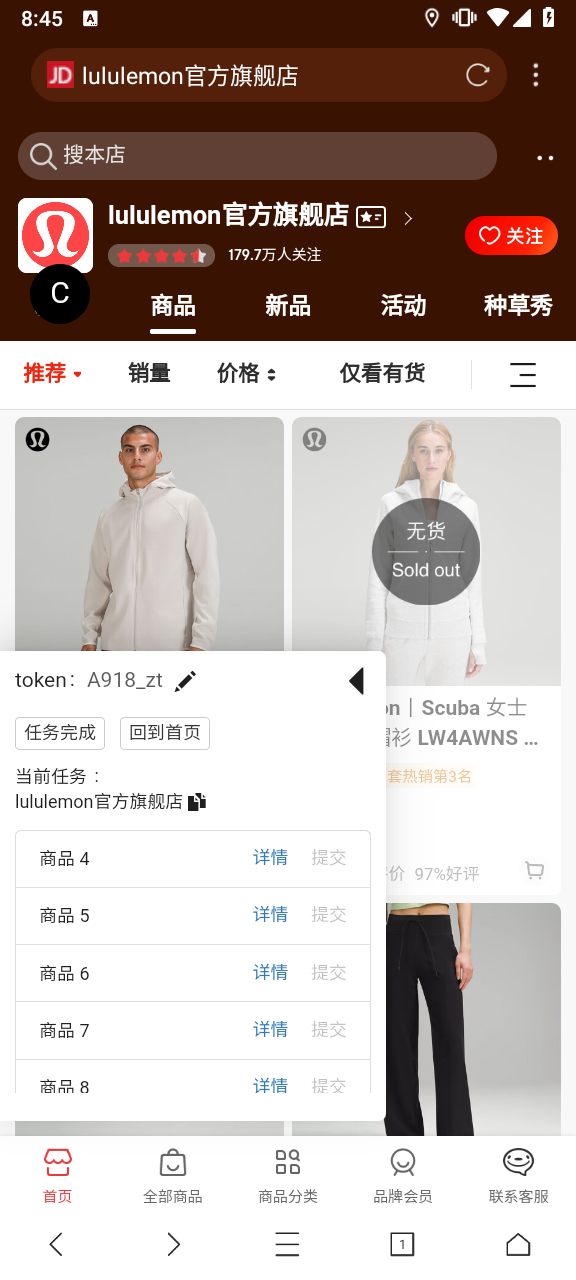 8:45
A
JD lululemon官方旗舰店
搜本店
lululemon官方旗舰店
179.7万人关注
关注
C
商品 新品 活动 种草秀
推荐 销量 价格 仅看有货
无货
Sold out
on｜Scuba 女士
帽衫 LW4AWNS ...
套热销第3名
价 97%好评
token： A918_zt
任务完成 回到首页
当前任务：
lululemon官方旗舰店
商品 4 详情 提交
商品 5 详情 提交
商品 6 详情 提交
商品 7 详情 提交
商品 8 详情 提交
首页 全部商品 商品分类 品牌会员 联系客服
1